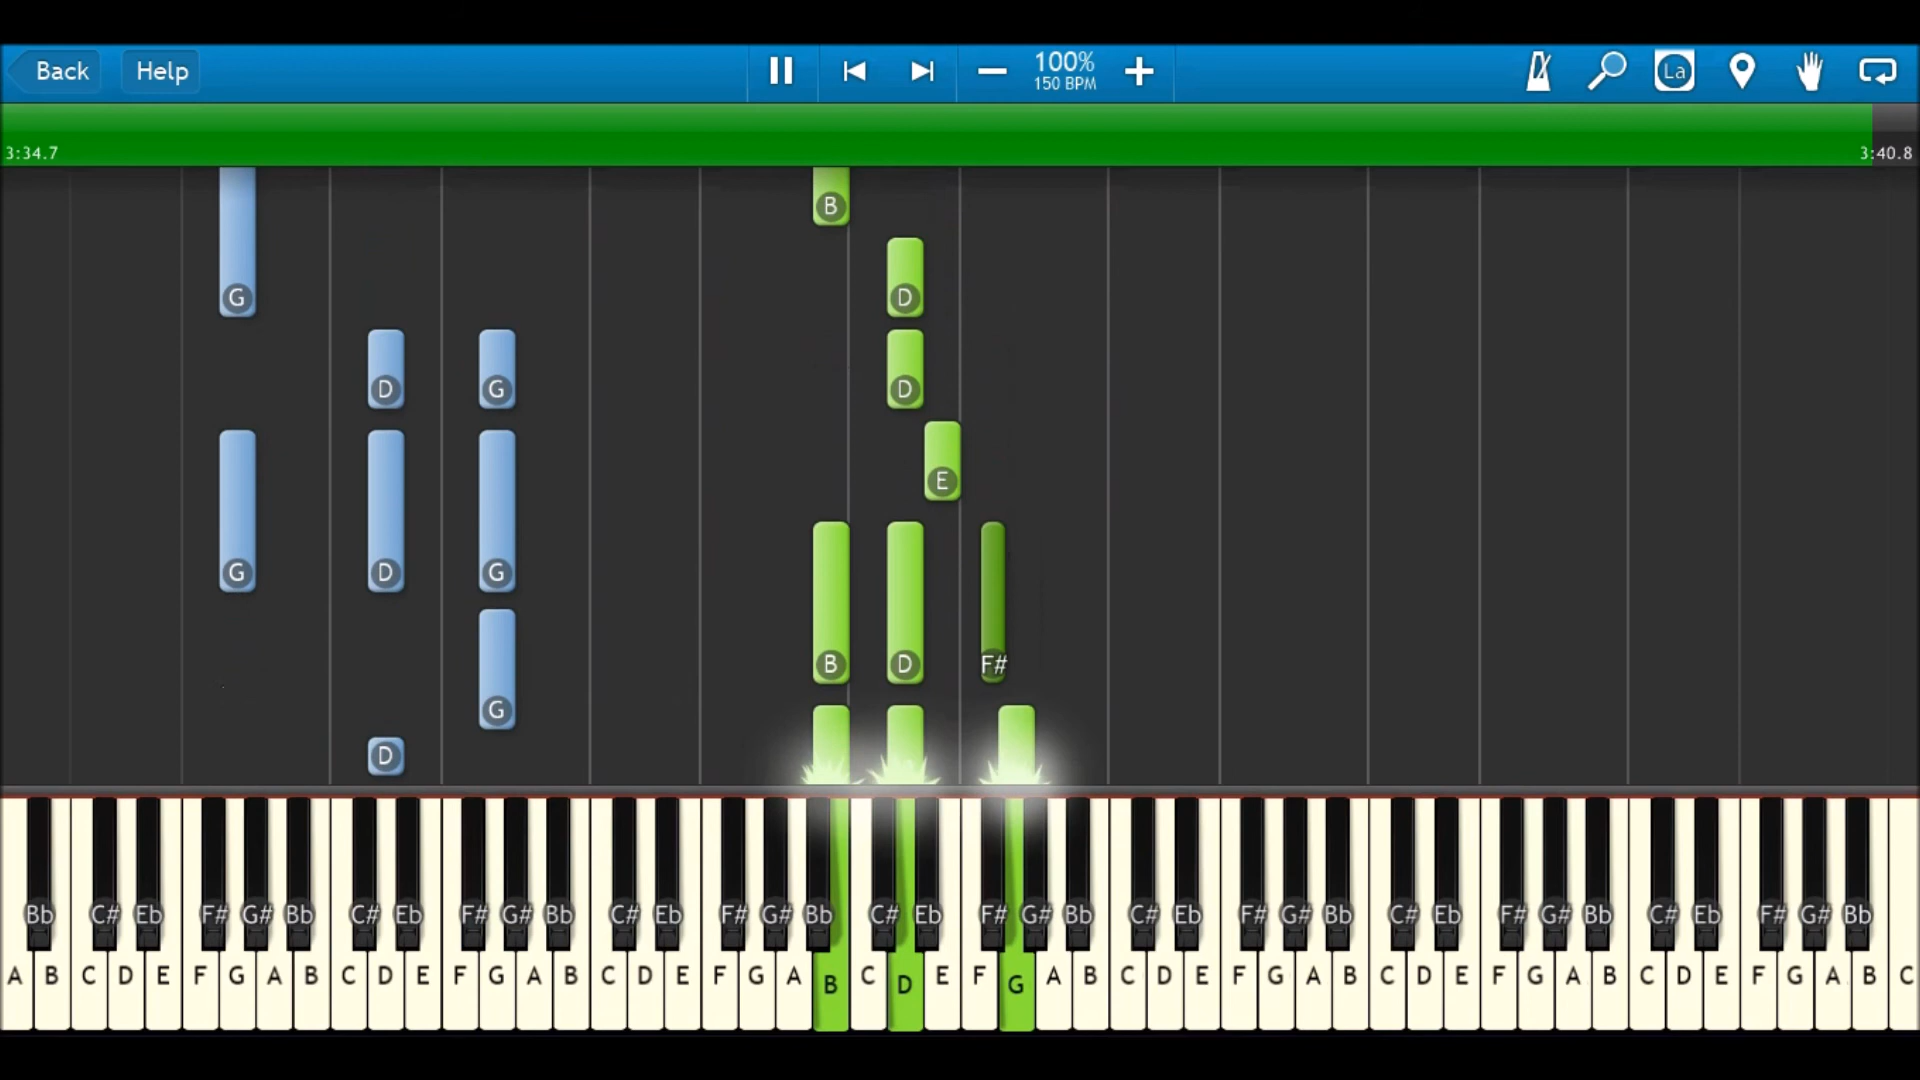 Back Help 100% La
150 BPM
3:34.7 3:40.8
B
G D
D G D
E
G D G
B D F#
G
D
Bb C# Eb F# G# Bb C# Eb F# G# Bb C# Eb F# G# Bb C# Eb F# G# Bb C# Eb F# G# Bb C# Eb F# G# Bb C# Eb F# G# Bb
A B C D E F G A B C D E F G A B C D E F G A B C D E F G A B C D E F G A B C D E F G A B C D E F G A B C